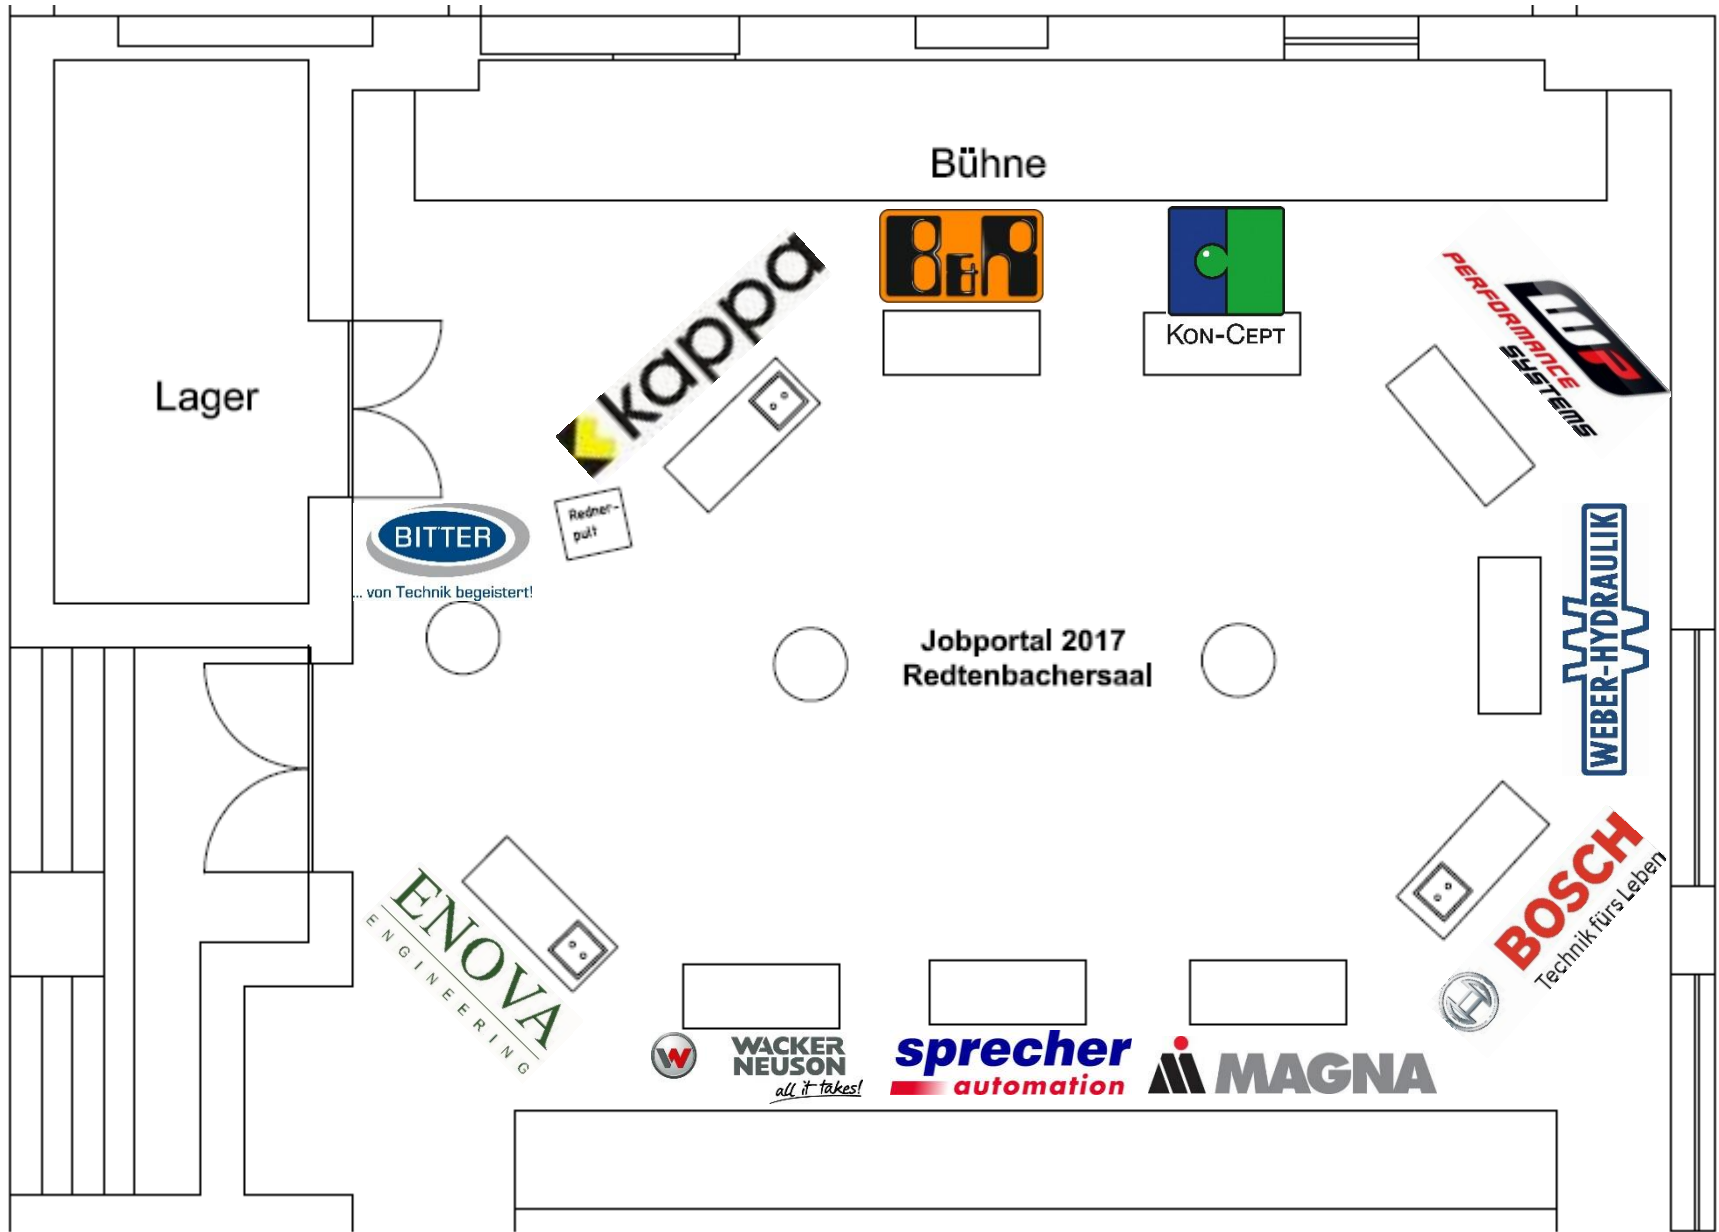 Bühne
B&R
KON-CEPT
kappa
MP
PERFORMANCE
SYSTEMS
Lager
Redner-
pult
BITTER
... von Technik begeistert!
WEBER-HYDRAULIK
Jobportal 2017
Redtenbachersaal
BOSCH
Technik fürs Leben
ENOVA
ENGINEERING
W
WACKER
NEUSON
all it takes!
sprecher
automation
MAGNA